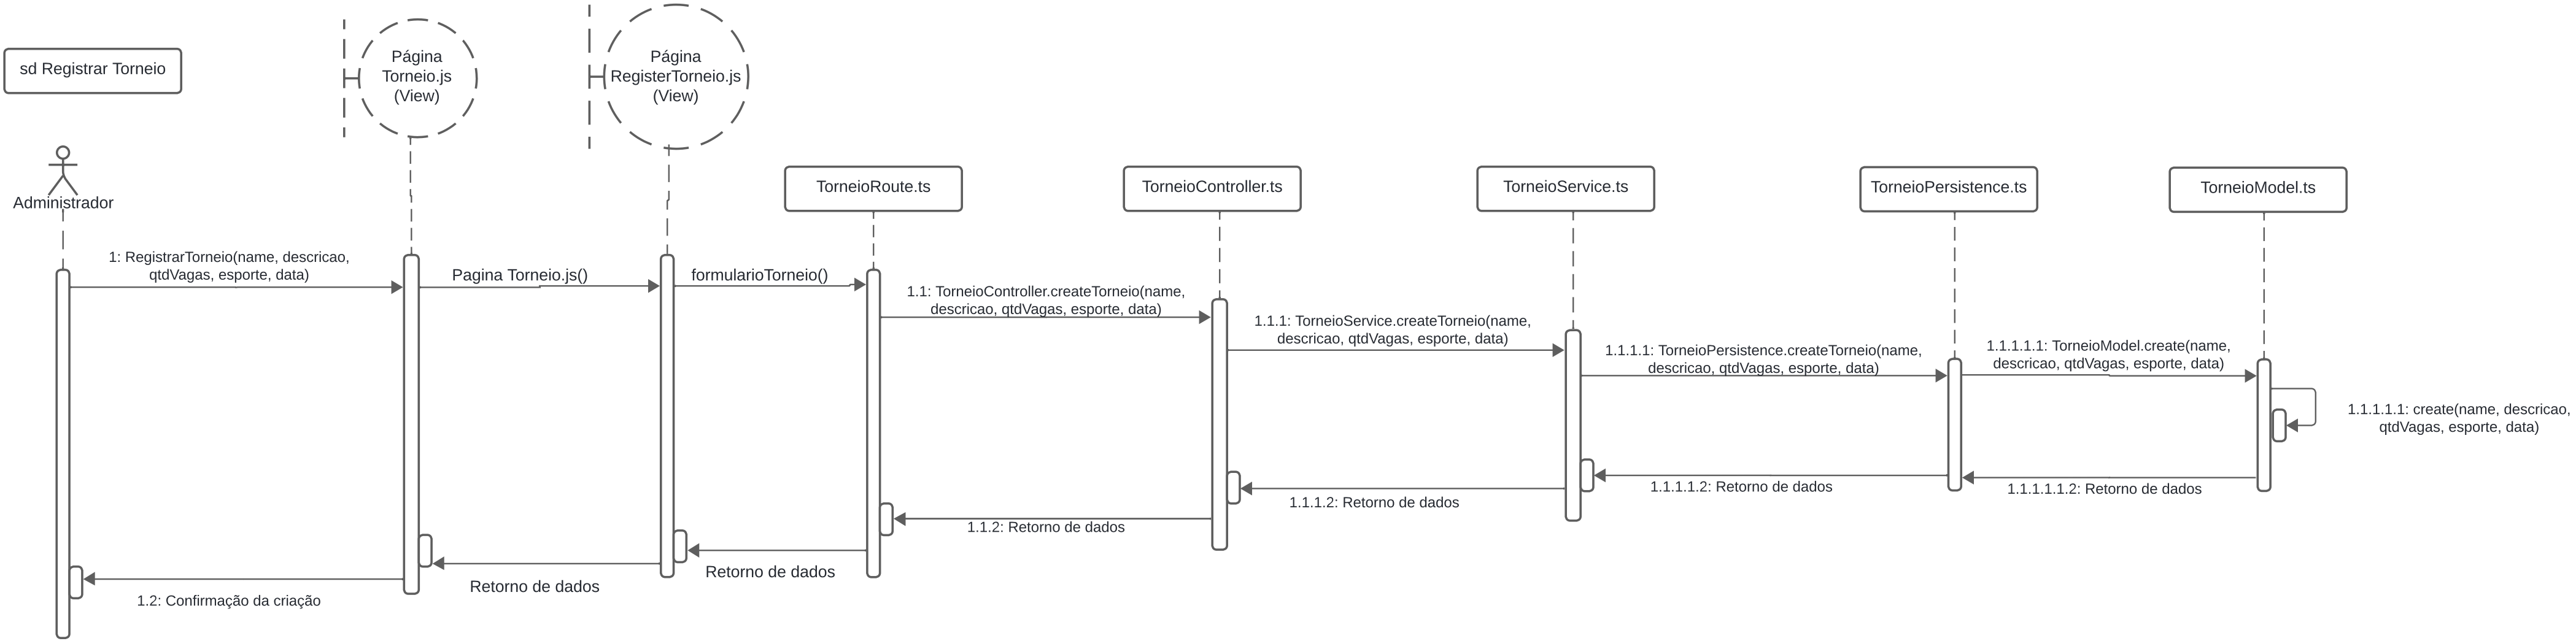 sd Registrar Torneio
Página
Torneio.js
(View)
Página
RegisterTorneio.js
(View)
Administrador
TorneioRoute.ts
TorneioController.ts
TorneioService.ts
TorneioPersistence.ts
TorneioModel.ts
1: RegistrarTorneio(name, descricao,
qtdVagas, esporte, data)
Pagina Torneio.js()
formularioTorneio()
1.1: TorneioController.createTorneio(name,
descricao, qtdVagas, esporte, data)
1.1.1: TorneioService.createTorneio(name,
descricao, qtdVagas, esporte, data)
1.1.1.1: TorneioPersistence.createTorneio(name,
descricao, qtdVagas, esporte, data)
1.1.1.1.1: TorneioModel.create(name,
descricao, qtdVagas, esporte, data)
1.1.1.1.1: create(name, descricao,
qtdVagas, esporte, data)
1.1.1.1.1.2: Retorno de dados
1.1.1.1.2: Retorno de dados
1.1.1.2: Retorno de dados
1.1.2: Retorno de dados
Retorno de dados
Retorno de dados
1.2: Confirmação da criação